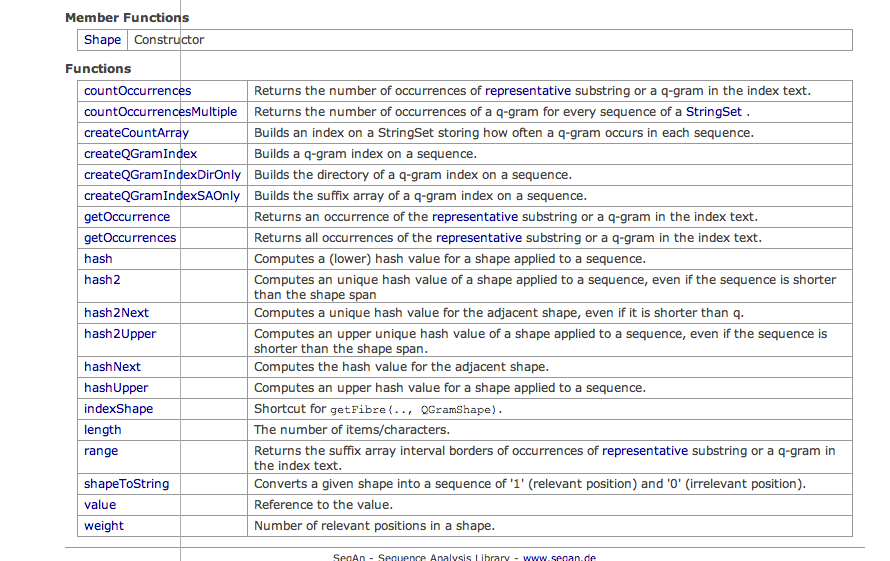 Member Functions
Shape Constructor
Functions
countOccurrences Returns the number of occurrences of representative substring or a q-gram in the index text.
countOccurrencesMultiple Returns the number of occurrences of a q-gram for every sequence of a StringSet .
createCountArray Builds an index on a StringSet storing how often a q-gram occurs in each sequence.
createQGramIndex Builds a q-gram index on a sequence.
createQGramIndexDirOnly Builds the directory of a q-gram index on a sequence.
createQGramIndexSAOnly Builds the suffix array of a q-gram index on a sequence.
getOccurrence Returns an occurrence of the representative substring or a q-gram in the index text.
getOccurrences Returns all occurrences of the representative substring or a q-gram in the index text.
hash Computes a (lower) hash value for a shape applied to a sequence.
hash2 Computes an unique hash value of a shape applied to a sequence, even if the sequence is shorter
than the shape span
hash2Next Computes a unique hash value for the adjacent shape, even if it is shorter than q.
hash2Upper Computes an upper unique hash value of a shape applied to a sequence, even if the sequence is
shorter than the shape span.
hashNext Computes the hash value for the adjacent shape.
hashUpper Computes an upper hash value for a shape applied to a sequence.
indexShape Shortcut for getFibre(.., QGramShape).
length The number of items/characters.
range Returns the suffix array interval borders of occurrences of representative substring or a q-gram in
the index text.
shapeToString Converts a given shape into a sequence of '1' (relevant position) and '0' (irrelevant position).
value Reference to the value.
weight Number of relevant positions in a shape.
SeqAn - Sequence Analysis Library - www.seqan.de